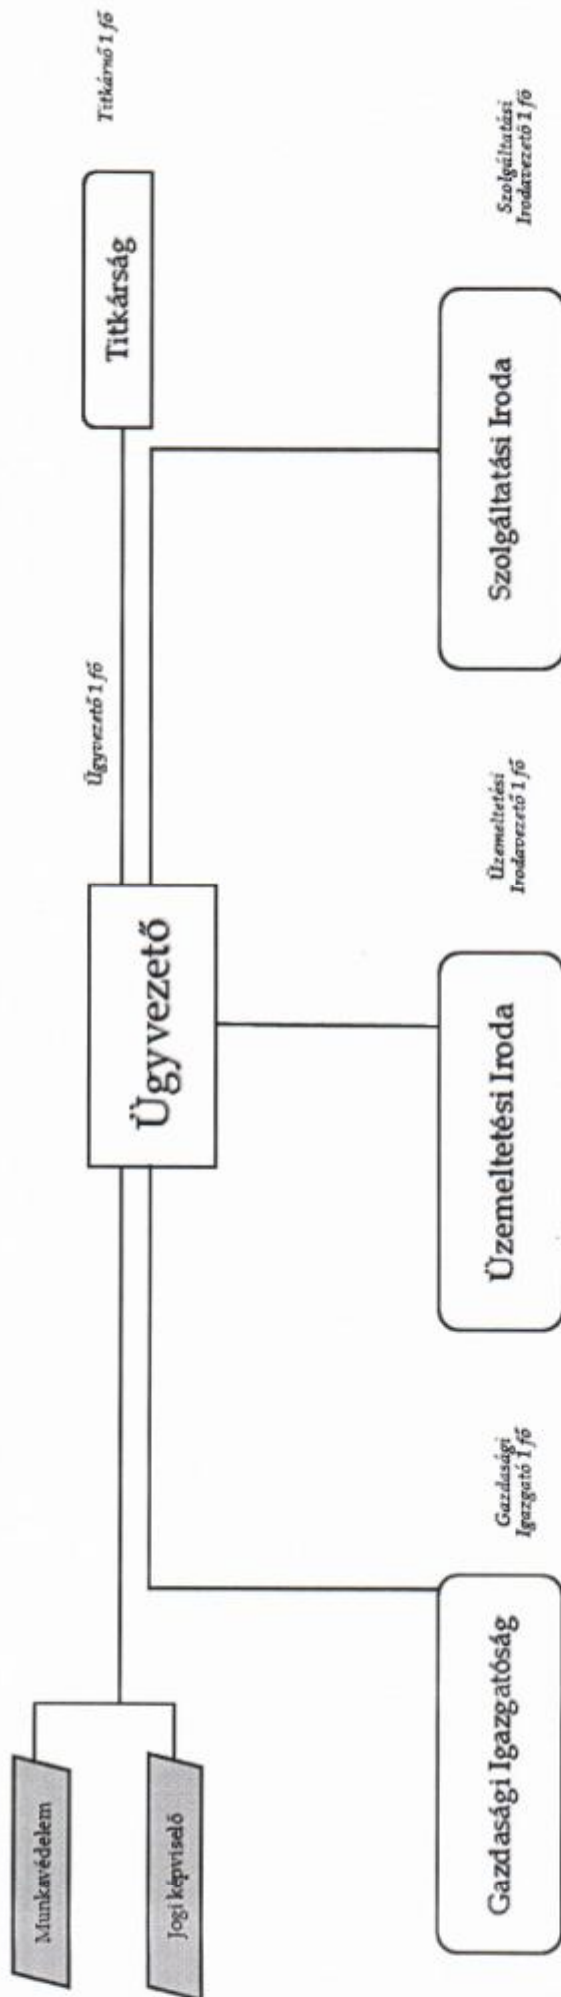 Munkavédelem
Jogi képviselő
Ügyvezető
Ügyvezető 1 fő
Titkárság
Titkárnő 1 fő
Gazdasági Igazgatóság
Gazdasági
Igazgató 1 fő
Üzemeltetési Iroda
Üzemeltetési
Irodavezető 1 fő
Szolgáltatási Iroda
Szolgáltatási
Irodavezető 1 fő